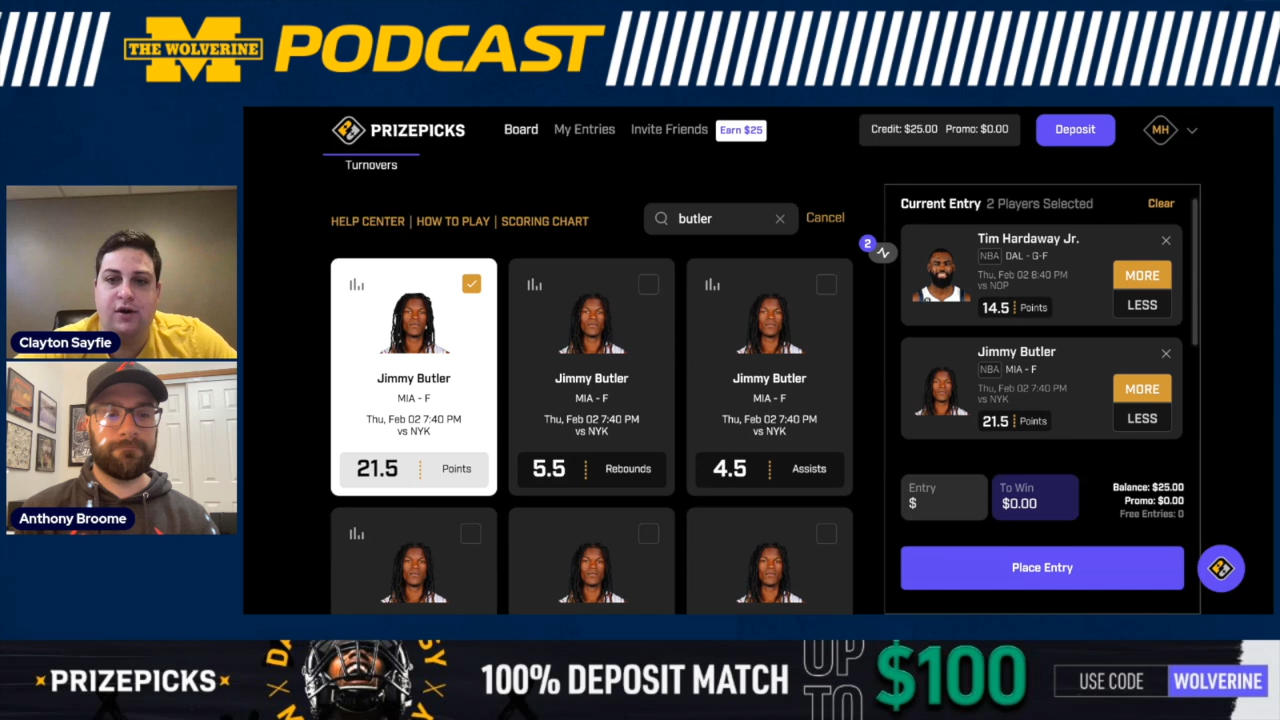 THE WOLVERINE
PODCAST
PRIZEPICKS
Board
My Entries
Invite Friends
Earn $25
Credit: $25.00 Promo: $0.00
Deposit
MH
Turnovers
HELP CENTER | HOW TO PLAY | SCORING CHART
butler
Cancel
Jimmy Butler
MIA - F
Thu, Feb 02 7:40 PM
vs NYK
21.5 Points
Jimmy Butler
MIA - F
Thu, Feb 02 7:40 PM
vs NYK
5.5 Rebounds
Jimmy Butler
MIA - F
Thu, Feb 02 7:40 PM
vs NYK
4.5 Assists
Current Entry 2 Players Selected
Clear
2
Tim Hardaway Jr.
NBA DAL - G-F
Thu, Feb 02 8:40 PM
vs NOP
14.5 Points
MORE
LESS
Jimmy Butler
NBA MIA - F
Thu, Feb 02 7:40 PM
vs NYK
21.5 Points
MORE
LESS
Entry
$
To Win
$0.00
Balance: $25.00
Promo: $0.00
Free Entries: 0
Place Entry
Clayton Sayfie
Anthony Broome
PRIZEPICKS
100% DEPOSIT MATCH
UP
TO
$100
USE CODE
WOLVERINE